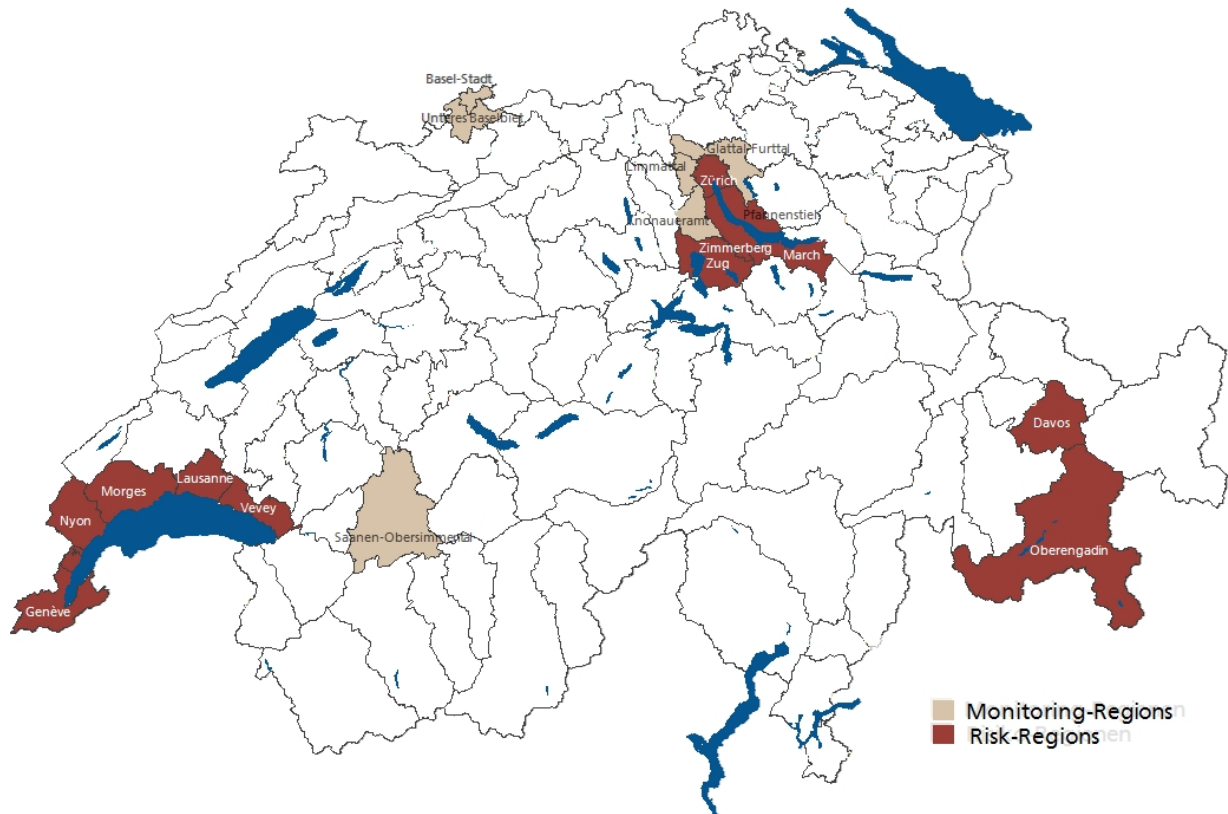 Basel-Stadt
Unteres Baselbiet
Glattal-Furttal
Limmattal
Zürich
Knonaueramt
Pfannenstiel
Zimmerberg
Zug
March
Davos
Lausanne
Morges
Vevey
Nyon
Saanen-Obersimmental
Oberengadin
Genève
Monitoring-Regions
Risk-Regions